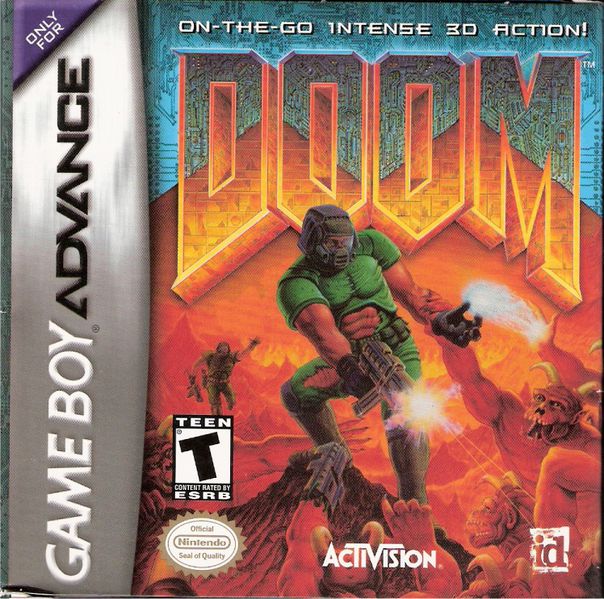 ONLY
FOR
GAME BOY ADVANCE
ON-THE-GO INTENSE 3D ACTION!
DOOM™
TEEN
T
CONTENT RATED BY
ESRB
Official
Nintendo
Seal of Quality
ACTIVISION
id